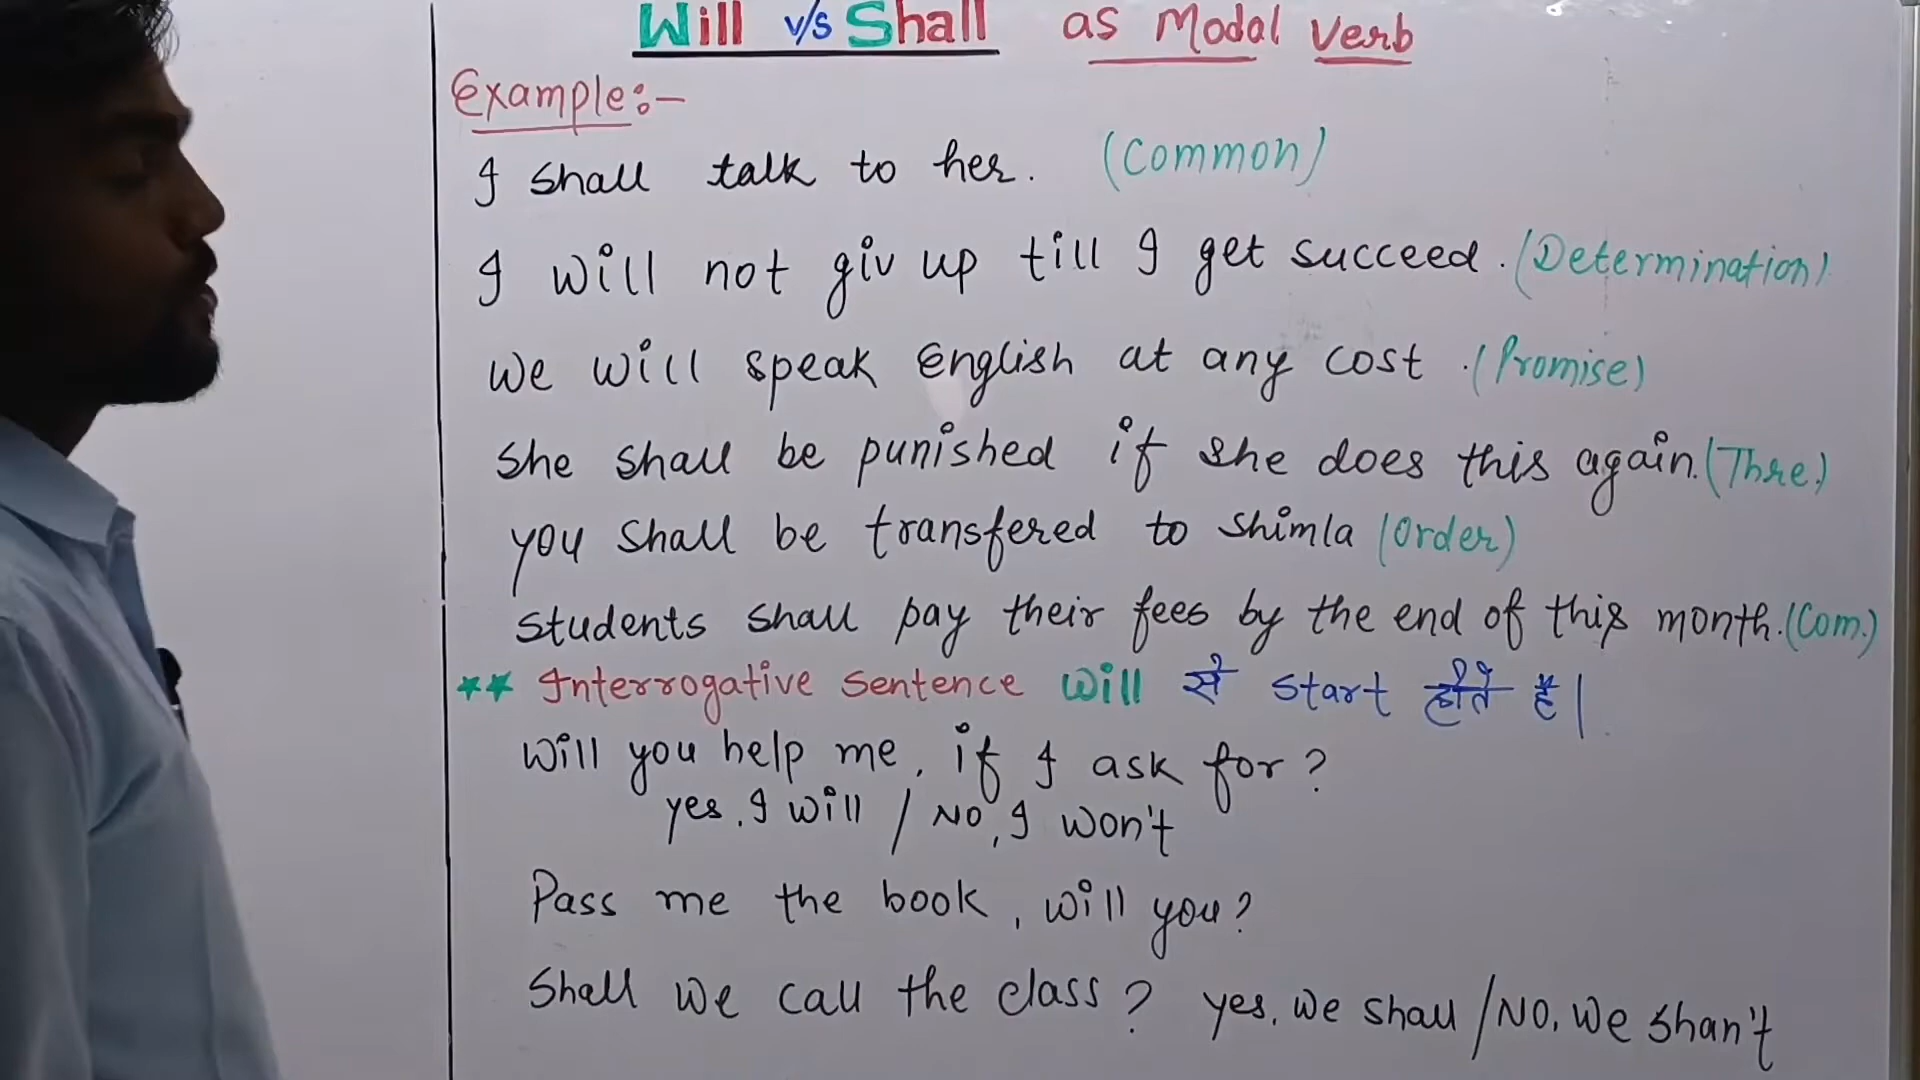 Will v/s Shall as Modal Verb
Example:-
I shall talk to her. (Common)
I will not giv up till I get succeed. (Determination)
We will speak English at any cost. (Promise)
She shall be punished if she does this again. (Thre.)
you shall be transfered to Shimla (Order)
Students shall pay their fees by the end of this month. (Com.)
** Interrogative Sentence Will से start होते हैं।
Will you help me, if I ask for?
yes, I will / NO, I won't
Pass me the book, will you?
Shall we call the class? yes, we shall / NO, we shan't